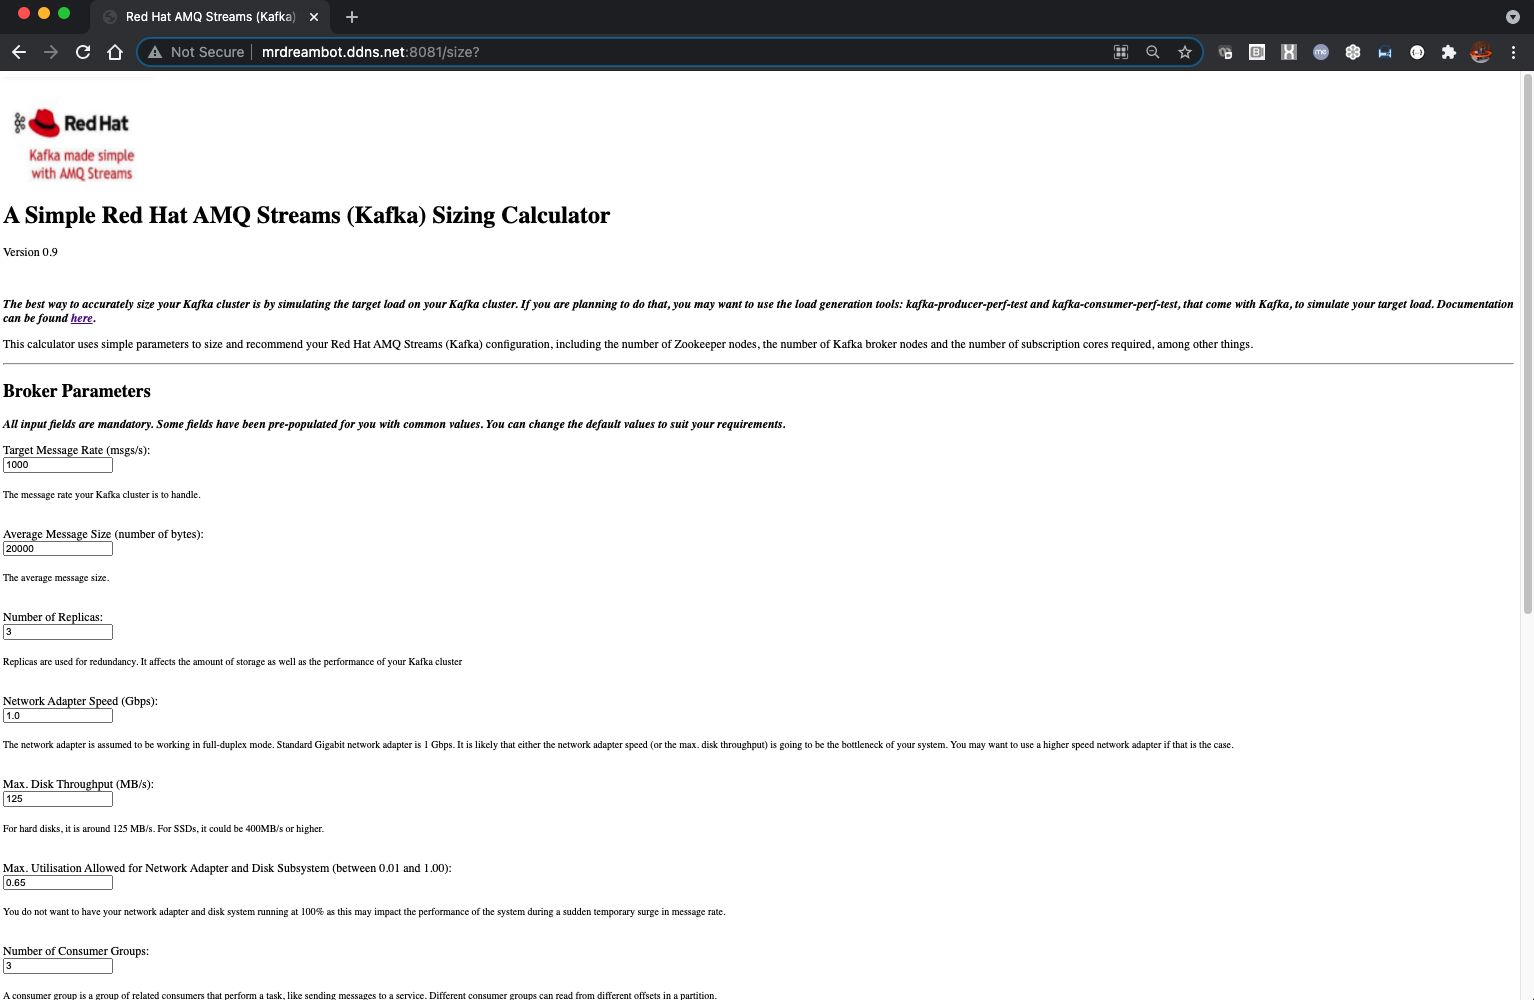 Red Hat AMQ Streams (Kafka)
Not Secure
mrdreambot.ddns.net:8081/size?
Red Hat
Kafka made simple
with AMQ Streams
A Simple Red Hat AMQ Streams (Kafka) Sizing Calculator
Version 0.9
The best way to accurately size your Kafka cluster is by simulating the target load on your Kafka cluster. If you are planning to do that, you may want to use the load generation tools: kafka-producer-perf-test and kafka-consumer-perf-test, that come with Kafka, to simulate your target load. Documentation
can be found here.
This calculator uses simple parameters to size and recommend your Red Hat AMQ Streams (Kafka) configuration, including the number of Zookeeper nodes, the number of Kafka broker nodes and the number of subscription cores required, among other things.
Broker Parameters
All input fields are mandatory. Some fields have been pre-populated for you with common values. You can change the default values to suit your requirements.
Target Message Rate (msgs/s):
1000
The message rate your Kafka cluster is to handle.
Average Message Size (number of bytes):
20000
The average message size.
Number of Replicas:
3
Replicas are used for redundancy. It affects the amount of storage as well as the performance of your Kafka cluster
Network Adapter Speed (Gbps):
1.0
The network adapter is assumed to be working in full-duplex mode. Standard Gigabit network adapter is 1 Gbps. It is likely that either the network adapter speed (or the max. disk throughput) is going to be the bottleneck of your system. You may want to use a higher speed network adapter if that is the case.
Max. Disk Throughput (MB/s):
125
For hard disks, it is around 125 MB/s. For SSDs, it could be 400MB/s or higher.
Max. Utilisation Allowed for Network Adapter and Disk Subsystem (between 0.01 and 1.00):
0.65
You do not want to have your network adapter and disk system running at 100% as this may impact the performance of the system during a sudden temporary surge in message rate.
Number of Consumer Groups:
3
A consumer group is a group of related consumers that perform a task, like sending messages to a service. Different consumer groups can read from different offsets in a partition.